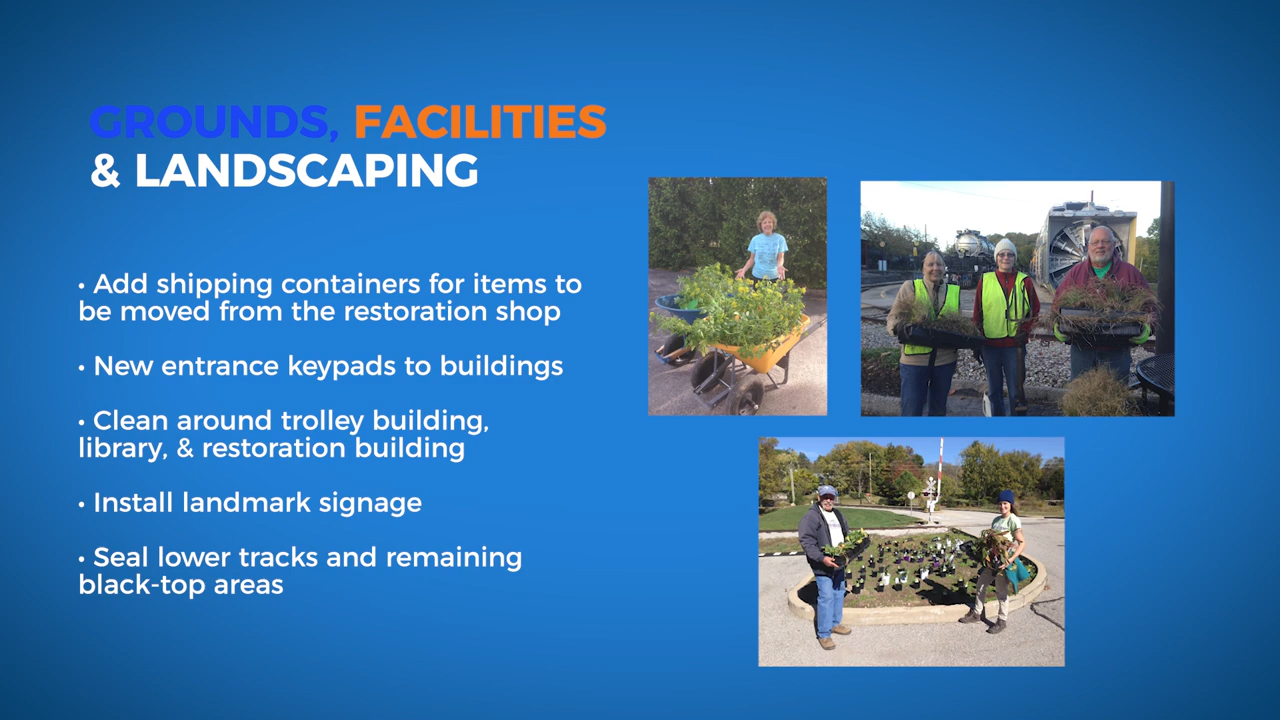 GROUNDS, FACILITIES
& LANDSCAPING
• Add shipping containers for items to
be moved from the restoration shop
• New entrance keypads to buildings
• Clean around trolley building,
library, & restoration building
• Install landmark signage
• Seal lower tracks and remaining
black-top areas